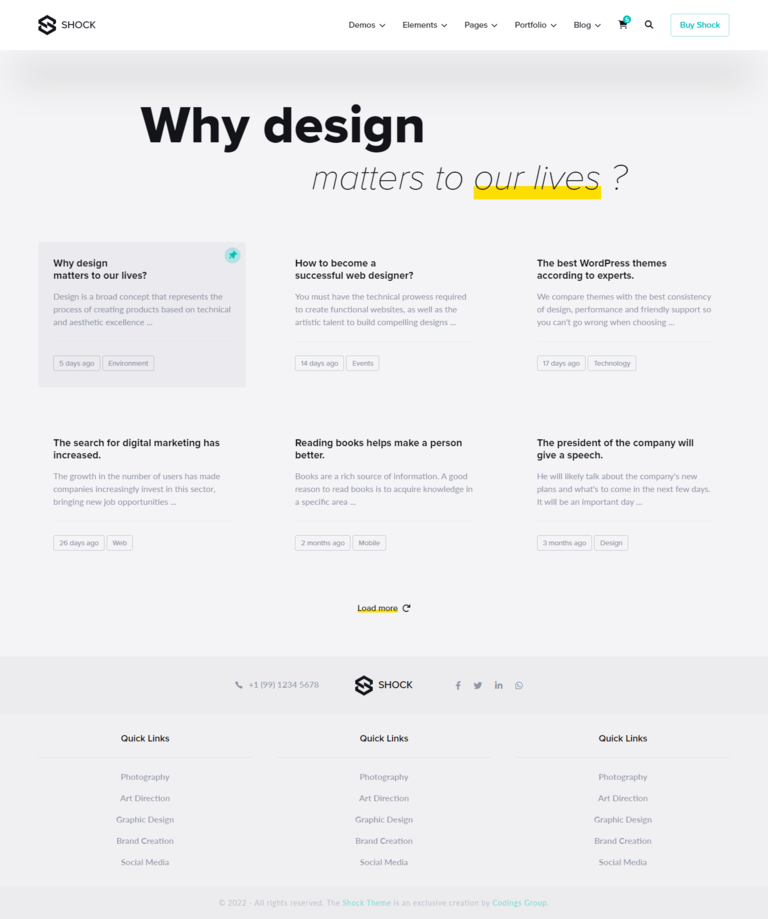 SHOCK
Demos Elements Pages Portfolio Blog 5 Buy Shock
Why design
matters to our lives ?
Why design
matters to our lives?
Design is a broad concept that represents the
process of creating products based on technical
and aesthetic excellence ...
5 days ago Environment
How to become a
successful web designer?
You must have the technical prowess required
to create functional websites, as well as the
artistic talent to build compelling designs ...
14 days ago Events
The best WordPress themes
according to experts.
We compare themes with the best consistency
of design, performance and friendly support so
you can't go wrong when choosing ...
17 days ago Technology
The search for digital marketing has
increased.
The growth in the number of users has made
companies increasingly invest in this sector,
bringing new job opportunities ...
26 days ago Web
Reading books helps make a person
better.
Books are a rich source of information. A good
reason to read books is to acquire knowledge in
a specific area ...
2 months ago Mobile
The president of the company will
give a speech.
He will likely talk about the company's new
plans and what's to come in the next few days.
It will be an important day ...
3 months ago Design
Load more
+1 (99) 1234 5678
SHOCK
Quick Links
Photography
Art Direction
Graphic Design
Brand Creation
Social Media
Quick Links
Photography
Art Direction
Graphic Design
Brand Creation
Social Media
Quick Links
Photography
Art Direction
Graphic Design
Brand Creation
Social Media
© 2022 - All rights reserved. The Shock Theme is an exclusive creation by Codings Group.